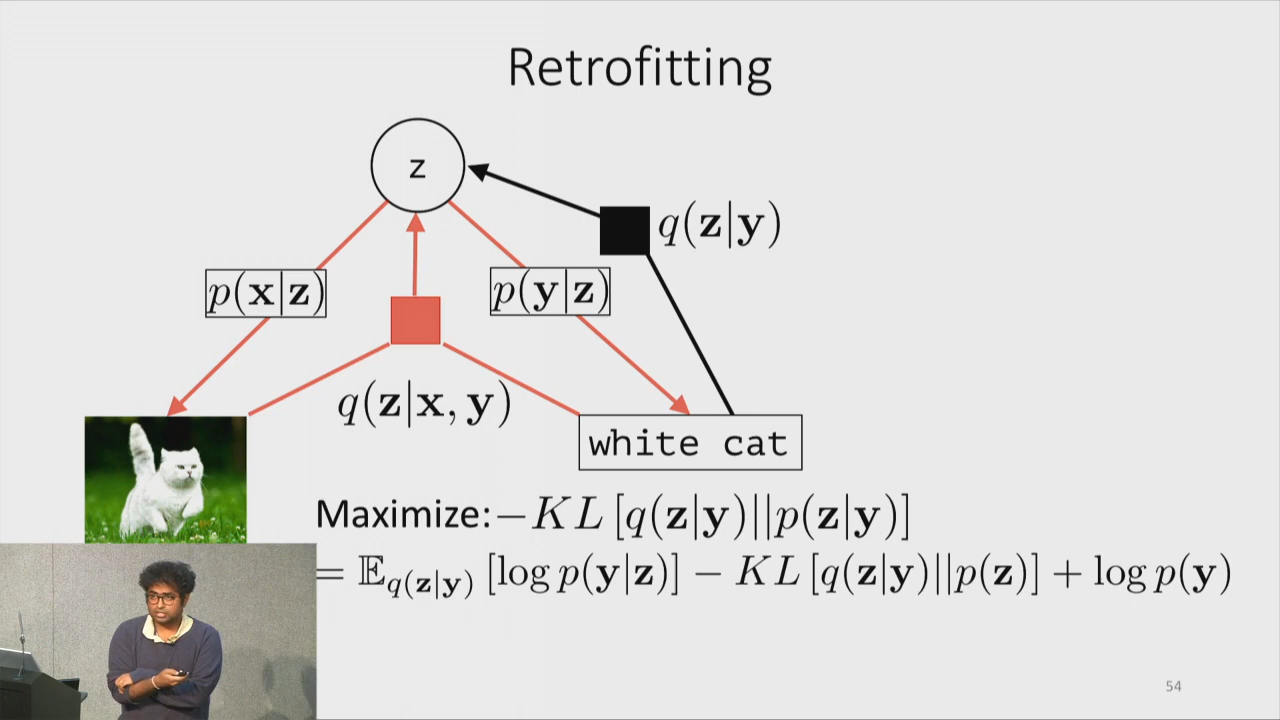 Retrofitting
z
q(z|y)
p(x|z)
p(y|z)
q(z|x, y)
white cat
Maximize: −KL [q(z|y)||p(z|y)]
= 𝔼_{q(z|y)} [log p(y|z)] − KL [q(z|y)||p(z)] + log p(y)
54